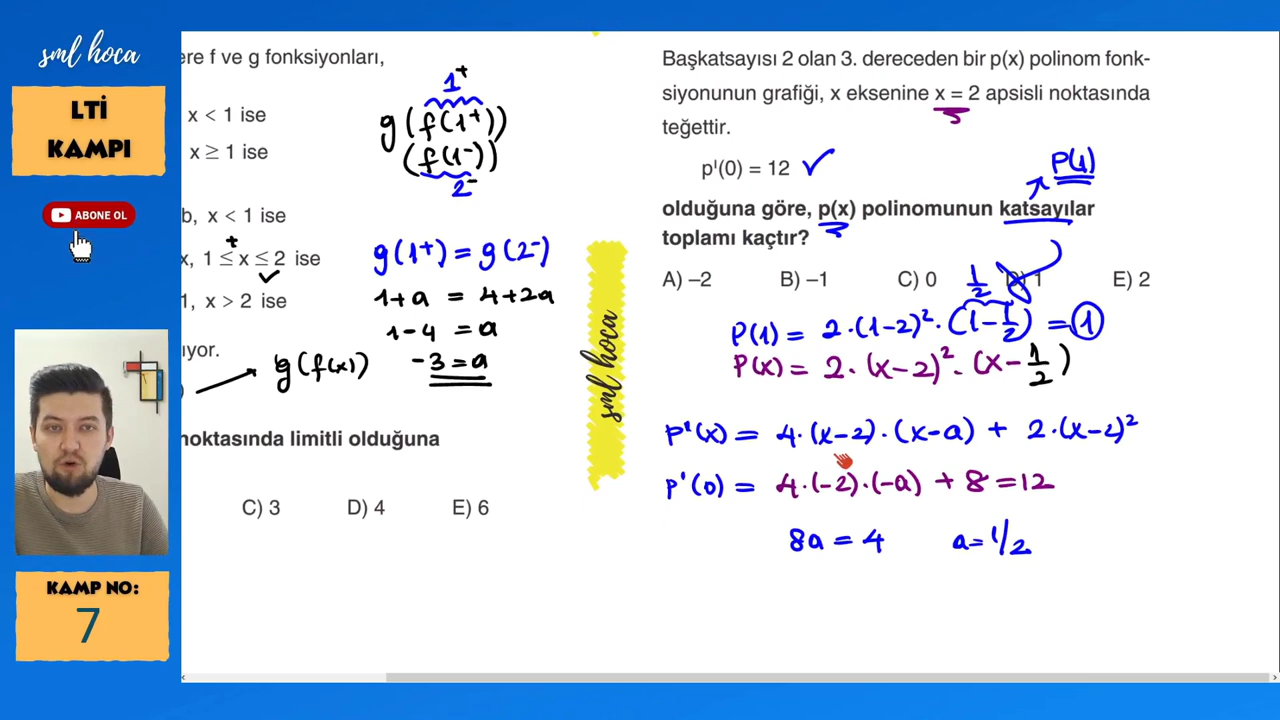 sml hoca
LTİ
KAMPI
ABONE OL
KAMP NO:
7
ere f ve g fonksiyonları,
x < 1 ise
x ≥ 1 ise
b, x < 1 ise
x, 1 ≤ x ≤ 2 ise
+
1, x > 2 ise
ıyor.
g(f(x))
noktasında limitli olduğuna
C) 3 D) 4 E) 6
1⁺
g(f(1⁺))
(f(1⁻))
2⁻
g(1⁺) = g(2⁻)
1+a = 4+2a
1-4 = a
-3 = a
sml hoca
Başkatsayısı 2 olan 3. dereceden bir p(x) polinom fonk-
siyonunun grafiği, x eksenine x = 2 apsisli noktasında
teğettir.
p'(0) = 12 ✓
P(1)
olduğuna göre, p(x) polinomunun katsayılar
toplamı kaçtır?
A) –2 B) –1 C) 0 D) 1 E) 2
1/2
P(1) = 2·(1-2)²·(1-1/2) = 1
P(x) = 2·(x-2)²·(x-1/2)
P'(x) = 4·(x-2)·(x-a) + 2·(x-2)²
P'(0) = 4·(-2)·(-a) + 8 = 12
8a = 4 a = 1/2